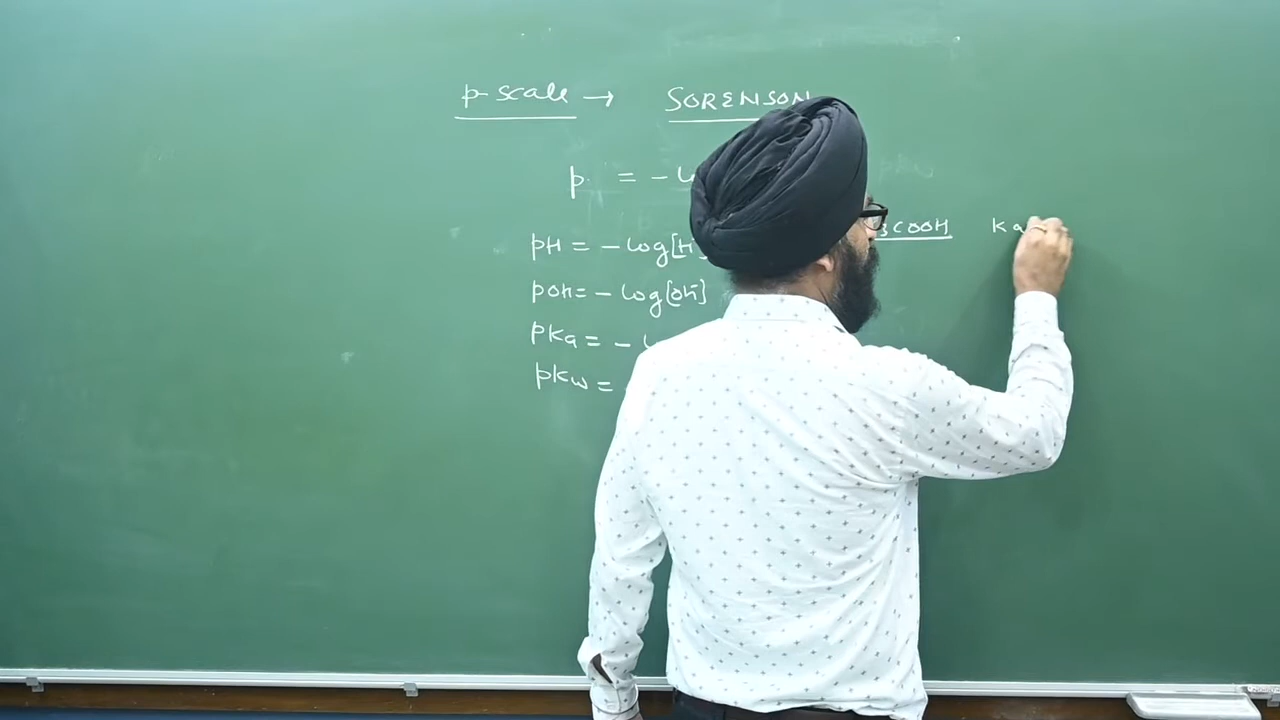 p-scale → SORENSON
p = -
3COOH Ka
pH = - log[H
pOH = - log[OH̄]
pKa = -
pKw =